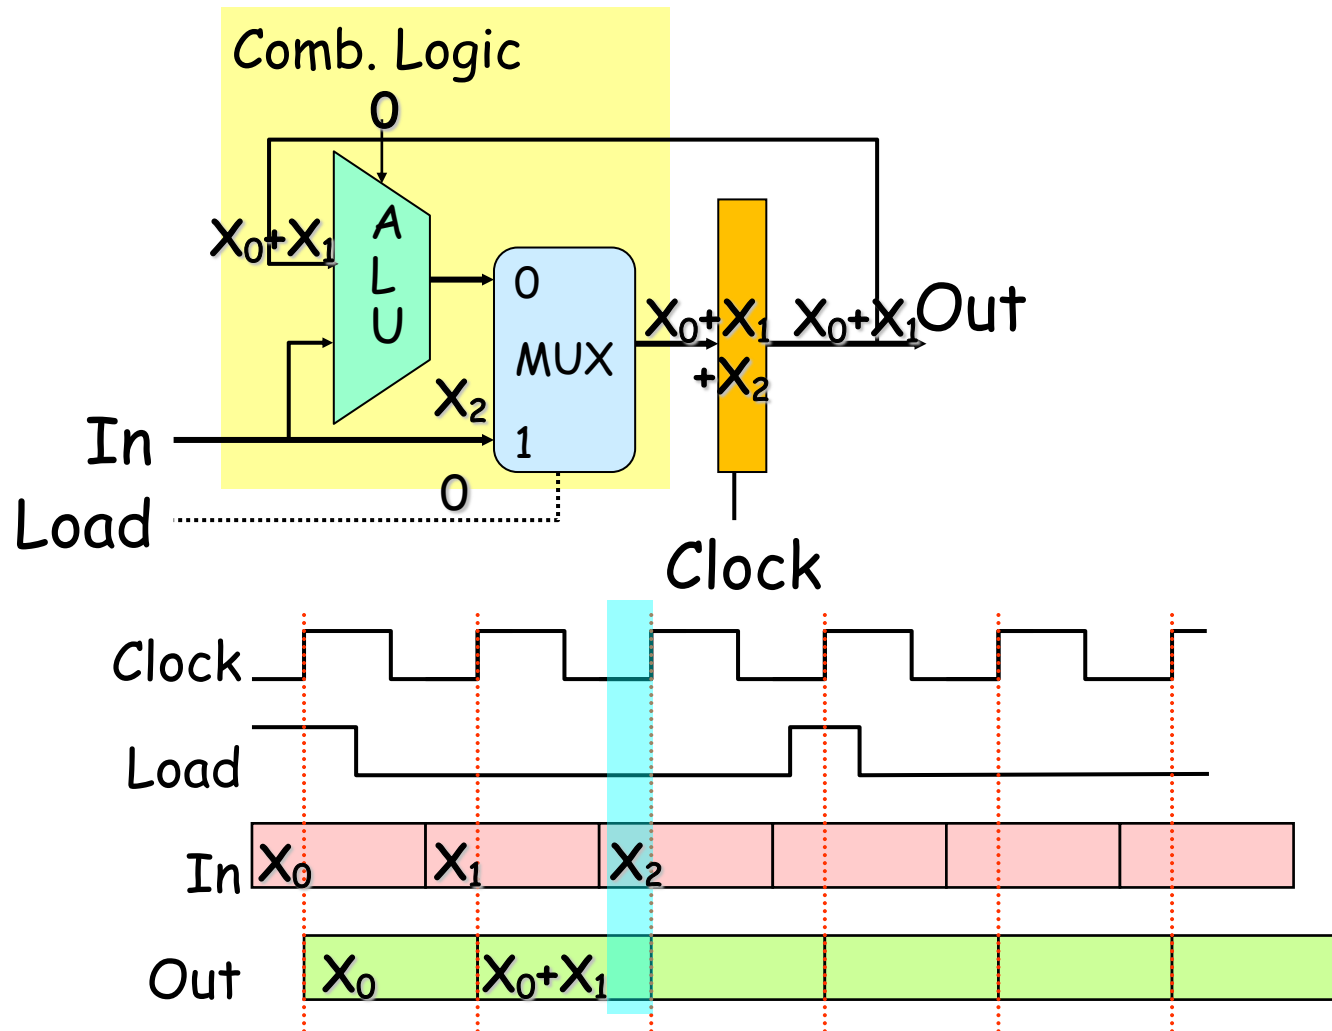 Comb. Logic
0
A
L
U
X₀+X₁
0
MUX
1
X₂
X₀+X₁
+X₂
X₀+X₁
Out
In
0
Load
Clock
Clock
Load
In
X₀
X₁
X₂
Out
X₀
X₀+X₁